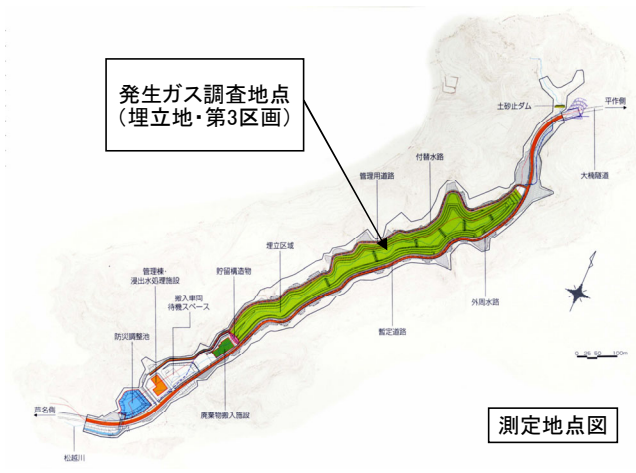 発生ガス調査地点
（埋立地・第3区画）
土砂止ダム
平作側
大楠隧道
付替水路
管理用道路
埋立区域
貯留構造物
管理棟・
浸出水処理施設
搬入車両
待機スペース
防災調整池
外周水路
暫定道路
廃棄物搬入施設
芦名側
松越川
0 25 50 100m
測定地点図